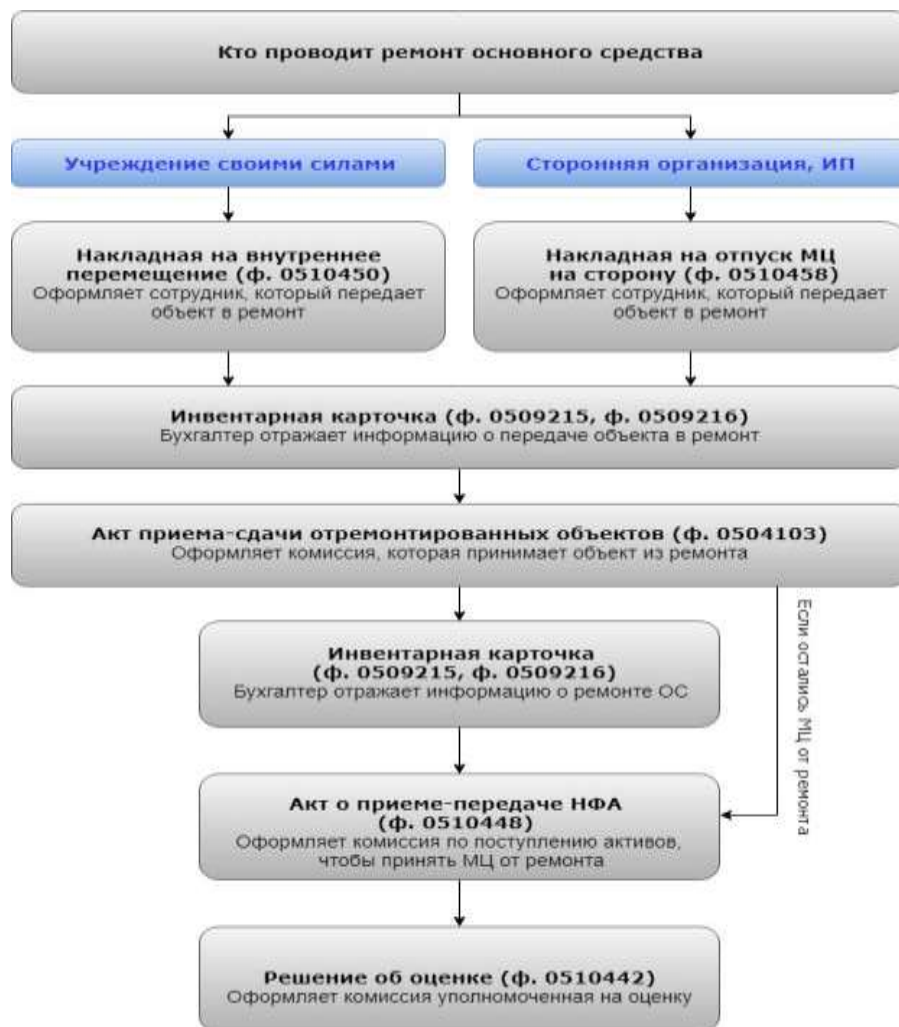 Кто проводит ремонт основного средства
Учреждение своими силами
Сторонняя организация, ИП
Накладная на внутреннее
перемещение (ф. 0510450)
Оформляет сотрудник, который передает
объект в ремонт
Накладная на отпуск МЦ
на сторону (ф. 0510458)
Оформляет сотрудник, который передает
объект в ремонт
Инвентарная карточка (ф. 0509215, ф. 0509216)
Бухгалтер отражает информацию о передаче объекта в ремонт
Акт приема-сдачи отремонтированных объектов (ф. 0504103)
Оформляет комиссия, которая принимает объект из ремонта
Если остались МЦ от ремонта
Инвентарная карточка
(ф. 0509215, ф. 0509216)
Бухгалтер отражает информацию о ремонте ОС
Акт о приеме-передаче НФА
(ф. 0510448)
Оформляет комиссия по поступлению активов,
чтобы принять МЦ от ремонта
Решение об оценке (ф. 0510442)
Оформляет комиссия уполномоченная на оценку